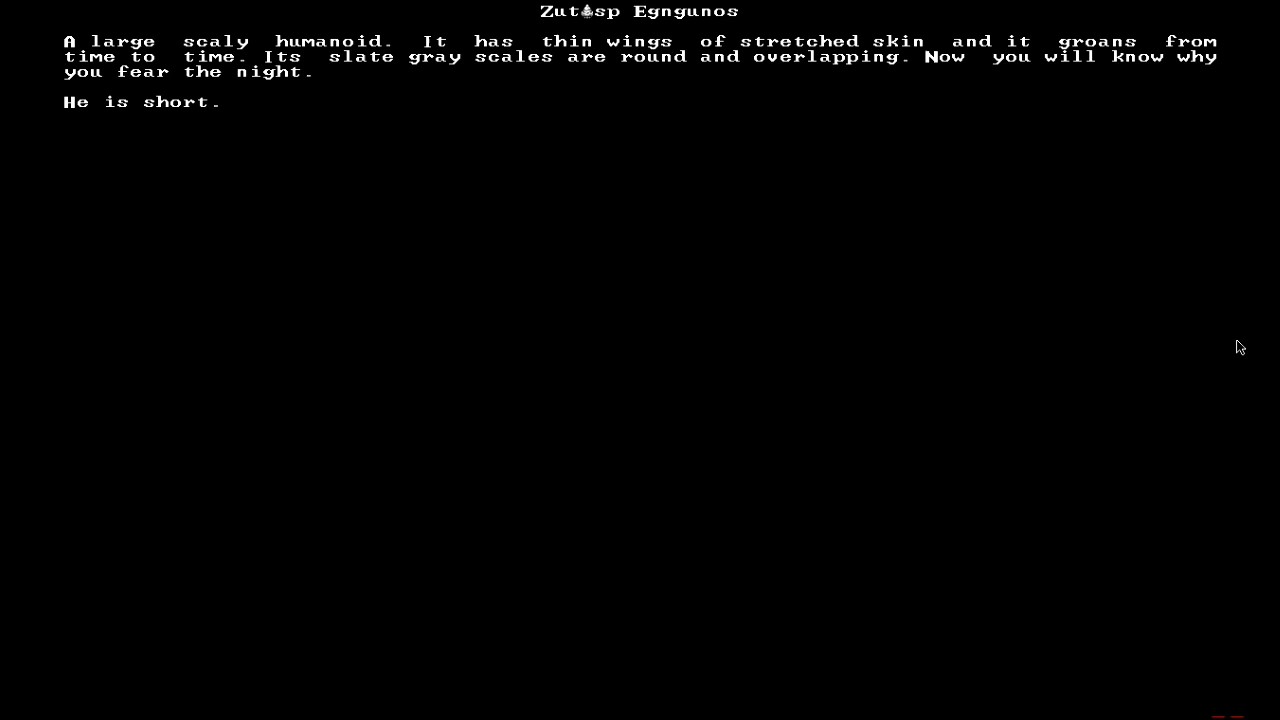 Zut♠sp Egngunos
A large scaly humanoid. It has thin wings of stretched skin and it groans from
time to time. Its slate gray scales are round and overlapping. Now you will know why
you fear the night.
He is short.